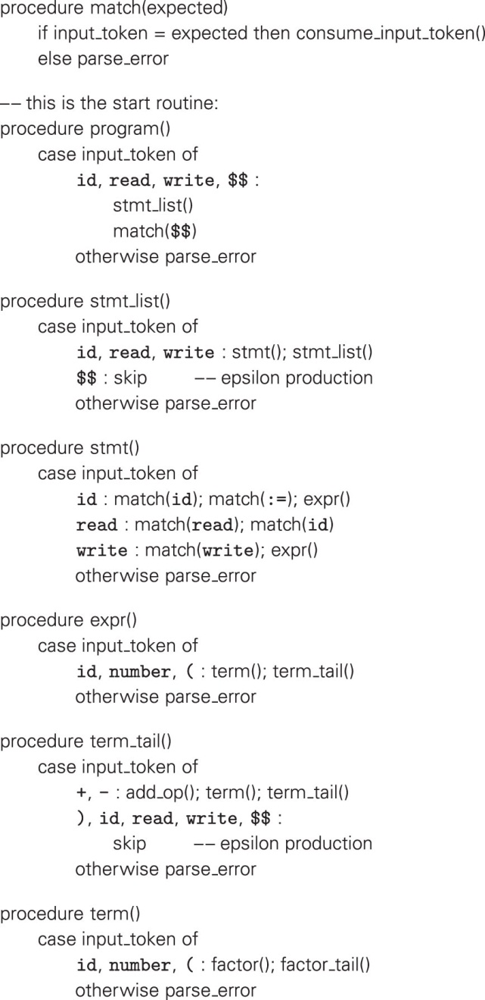 procedure match(expected)
if input_token = expected then consume_input_token()
else parse_error
−− this is the start routine:
procedure program()
case input_token of
id, read, write, $$ :
stmt_list()
match($$)
otherwise parse_error
procedure stmt_list()
case input_token of
id, read, write : stmt(); stmt_list()
$$ : skip −− epsilon production
otherwise parse_error
procedure stmt()
case input_token of
id : match(id); match(:=); expr()
read : match(read); match(id)
write : match(write); expr()
otherwise parse_error
procedure expr()
case input_token of
id, number, ( : term(); term_tail()
otherwise parse_error
procedure term_tail()
case input_token of
+, - : add_op(); term(); term_tail()
), id, read, write, $$ :
skip −− epsilon production
otherwise parse_error
procedure term()
case input_token of
id, number, ( : factor(); factor_tail()
otherwise parse_error